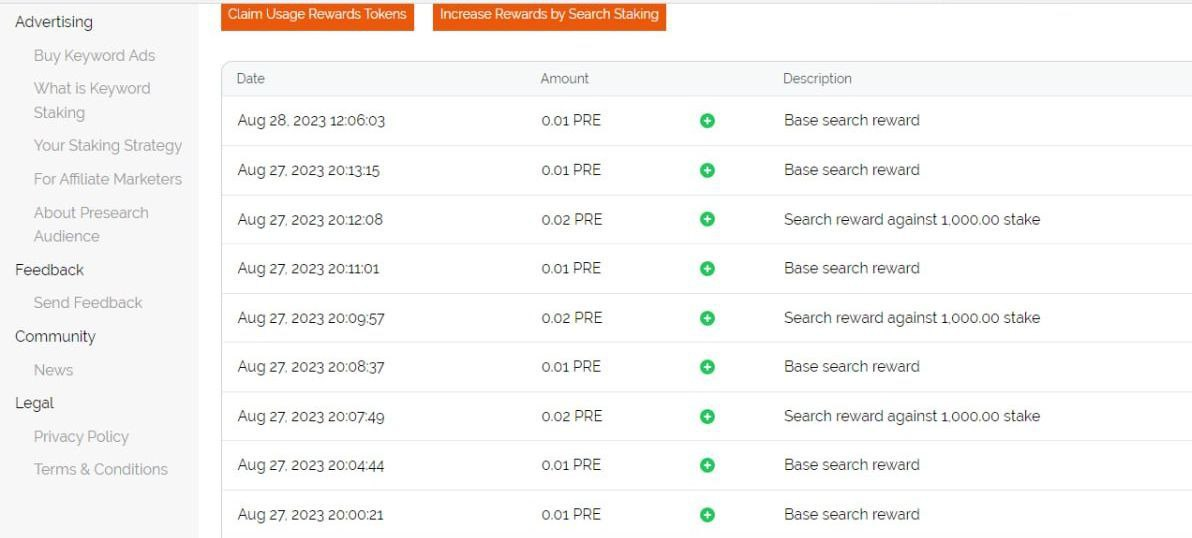 Advertising
Buy Keyword Ads
What is Keyword
Staking
Your Staking Strategy
For Affiliate Marketers
About Presearch
Audience
Feedback
Send Feedback
Community
News
Legal
Privacy Policy
Terms & Conditions
Claim Usage Rewards Tokens Increase Rewards by Search Staking
Date Amount Description
Aug 28, 2023 12:06:03 0.01 PRE Base search reward
Aug 27, 2023 20:13:15 0.01 PRE Base search reward
Aug 27, 2023 20:12:08 0.02 PRE Search reward against 1,000.00 stake
Aug 27, 2023 20:11:01 0.01 PRE Base search reward
Aug 27, 2023 20:09:57 0.02 PRE Search reward against 1,000.00 stake
Aug 27, 2023 20:08:37 0.01 PRE Base search reward
Aug 27, 2023 20:07:49 0.02 PRE Search reward against 1,000.00 stake
Aug 27, 2023 20:04:44 0.01 PRE Base search reward
Aug 27, 2023 20:00:21 0.01 PRE Base search reward